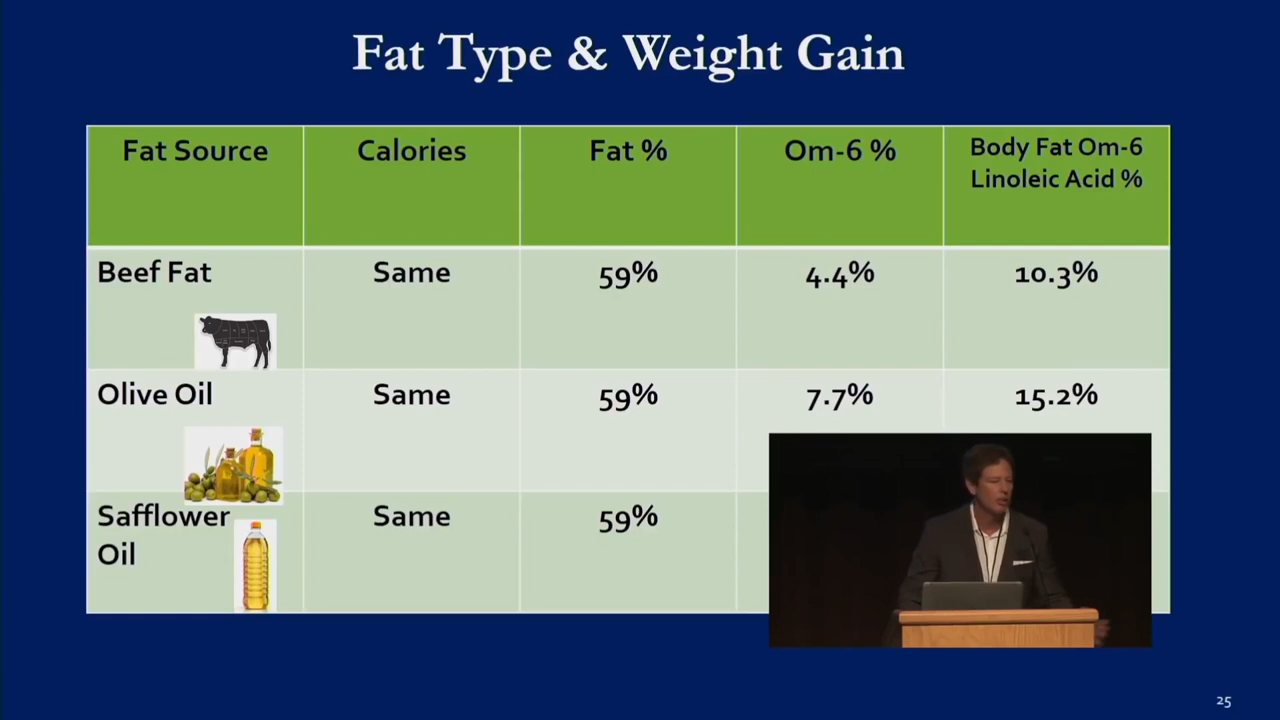 Fat Type & Weight Gain
Fat Source Calories Fat % Om-6 % Body Fat Om-6
Linoleic Acid %
Beef Fat Same 59% 4.4% 10.3%
Olive Oil Same 59% 7.7% 15.2%
Safflower Same 59%
Oil
25